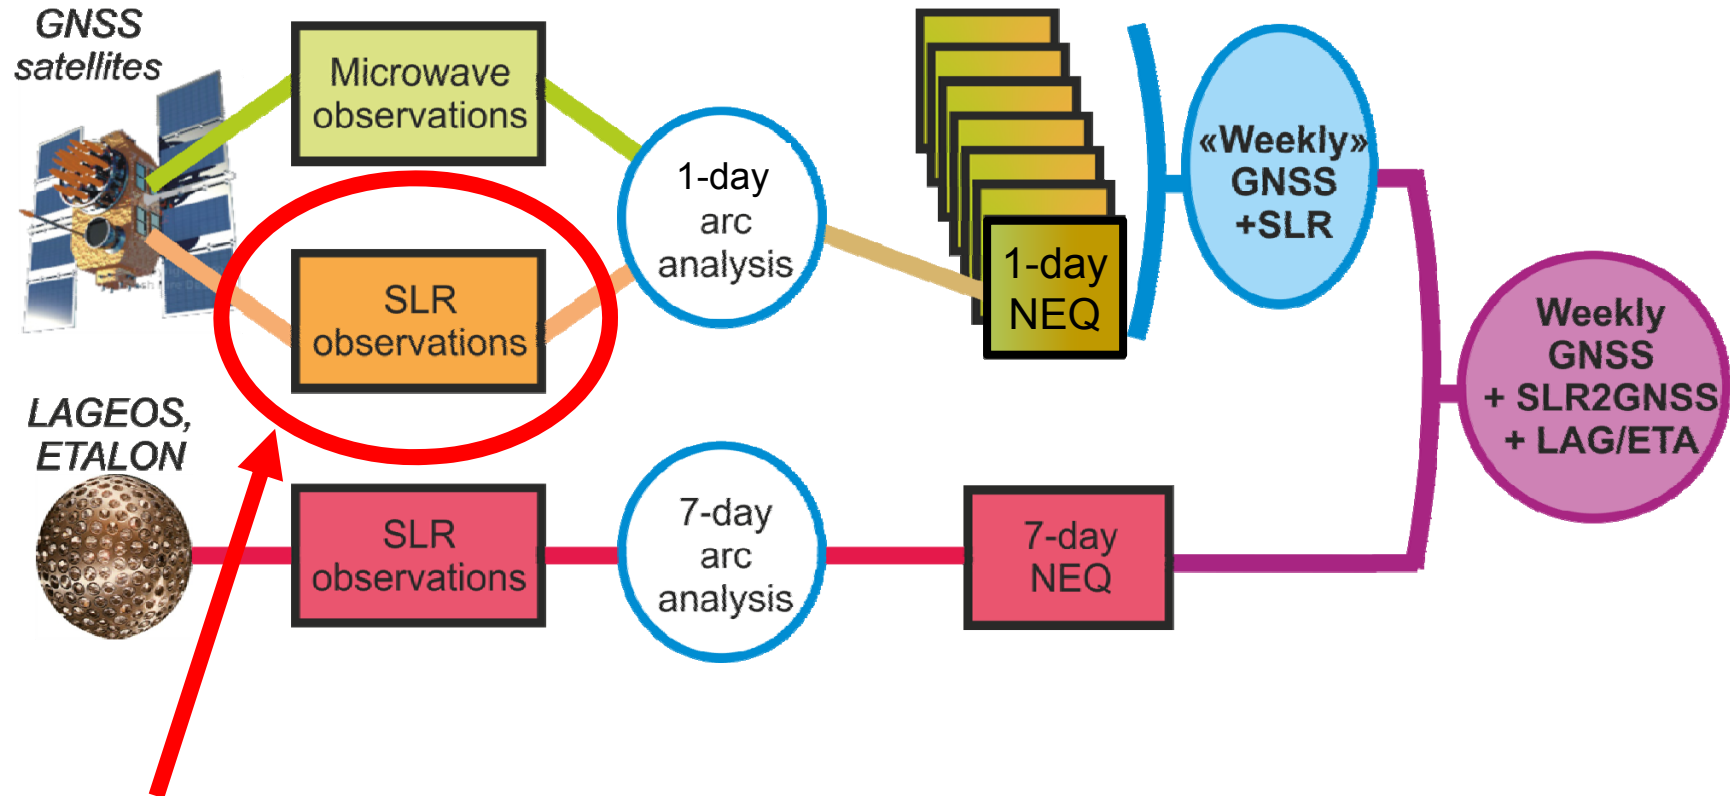 GNSS
satellites
Microwave
observations
SLR
observations
1-day
arc
analysis
1-day
NEQ
«Weekly»
GNSS
+SLR
Weekly
GNSS
+ SLR2GNSS
+ LAG/ETA
LAGEOS,
ETALON
SLR
observations
7-day
arc
analysis
7-day
NEQ